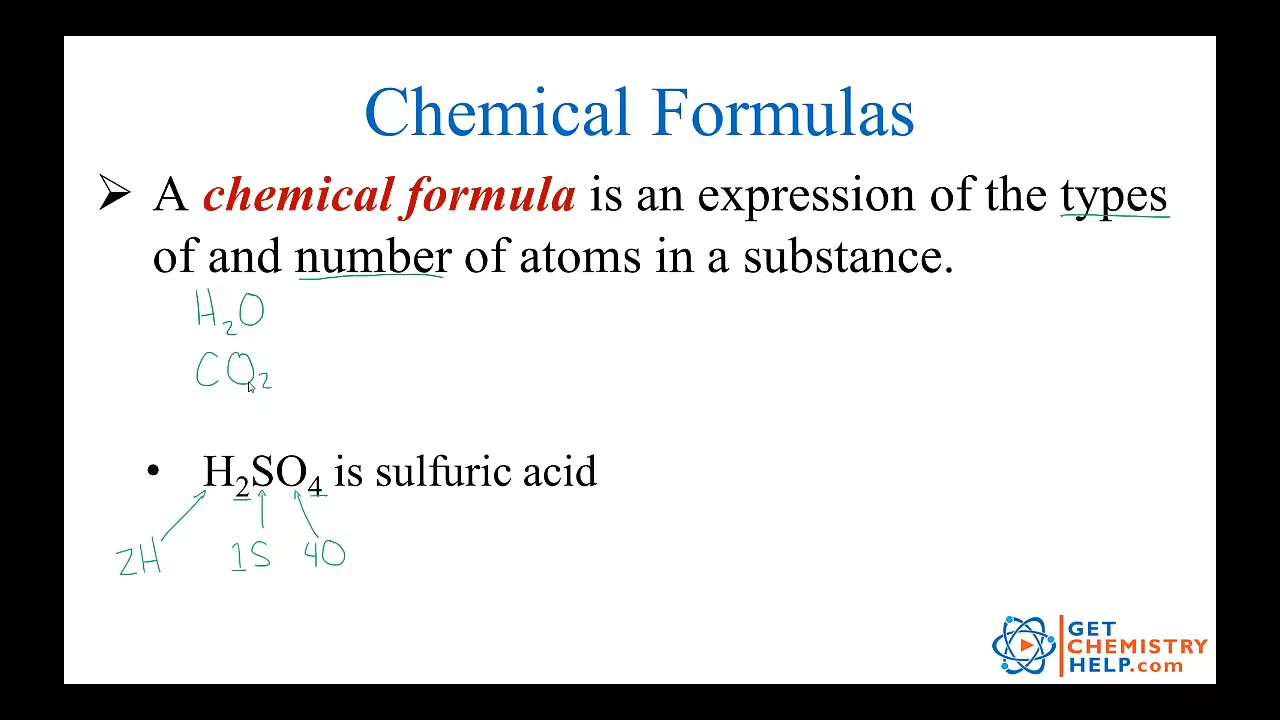 Chemical Formulas
➤ A chemical formula is an expression of the types
of and number of atoms in a substance.
H₂O
CO₂
• H₂SO₄ is sulfuric acid
2H 1S 4O
GET
CHEMISTRY
HELP.com